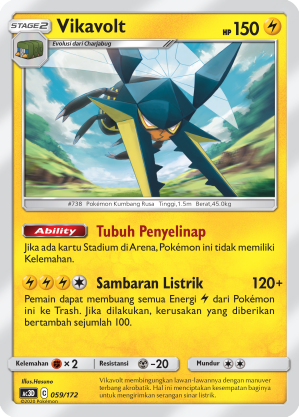 STAGE2 Vikavolt HP 150
Evolusi dari Charjabug
#738 Pokémon Kumbang Rusa Tinggi,1.5m Berat,45.0kg
Ability Tubuh Penyelinap
Jika ada kartu Stadium di Arena, Pokémon ini tidak memiliki
Kelemahan.
Sambaran Listrik 120+
Pemain dapat membuang semua Energi dari Pokémon
ini ke Trash. Jika dilakukan, kerusakan yang diberikan
bertambah sejumlah 100.
Kelemahan ×2 Resistansi -20 Mundur
Illus.Hasuno
G 059/172
©2020 Pokémon
Vikavolt membingungkan lawan-lawannya dengan manuver
terbang akrobatik. Hal ini menciptakan kesempatan baginya
untuk menyemburkan serangan sinar listrik.